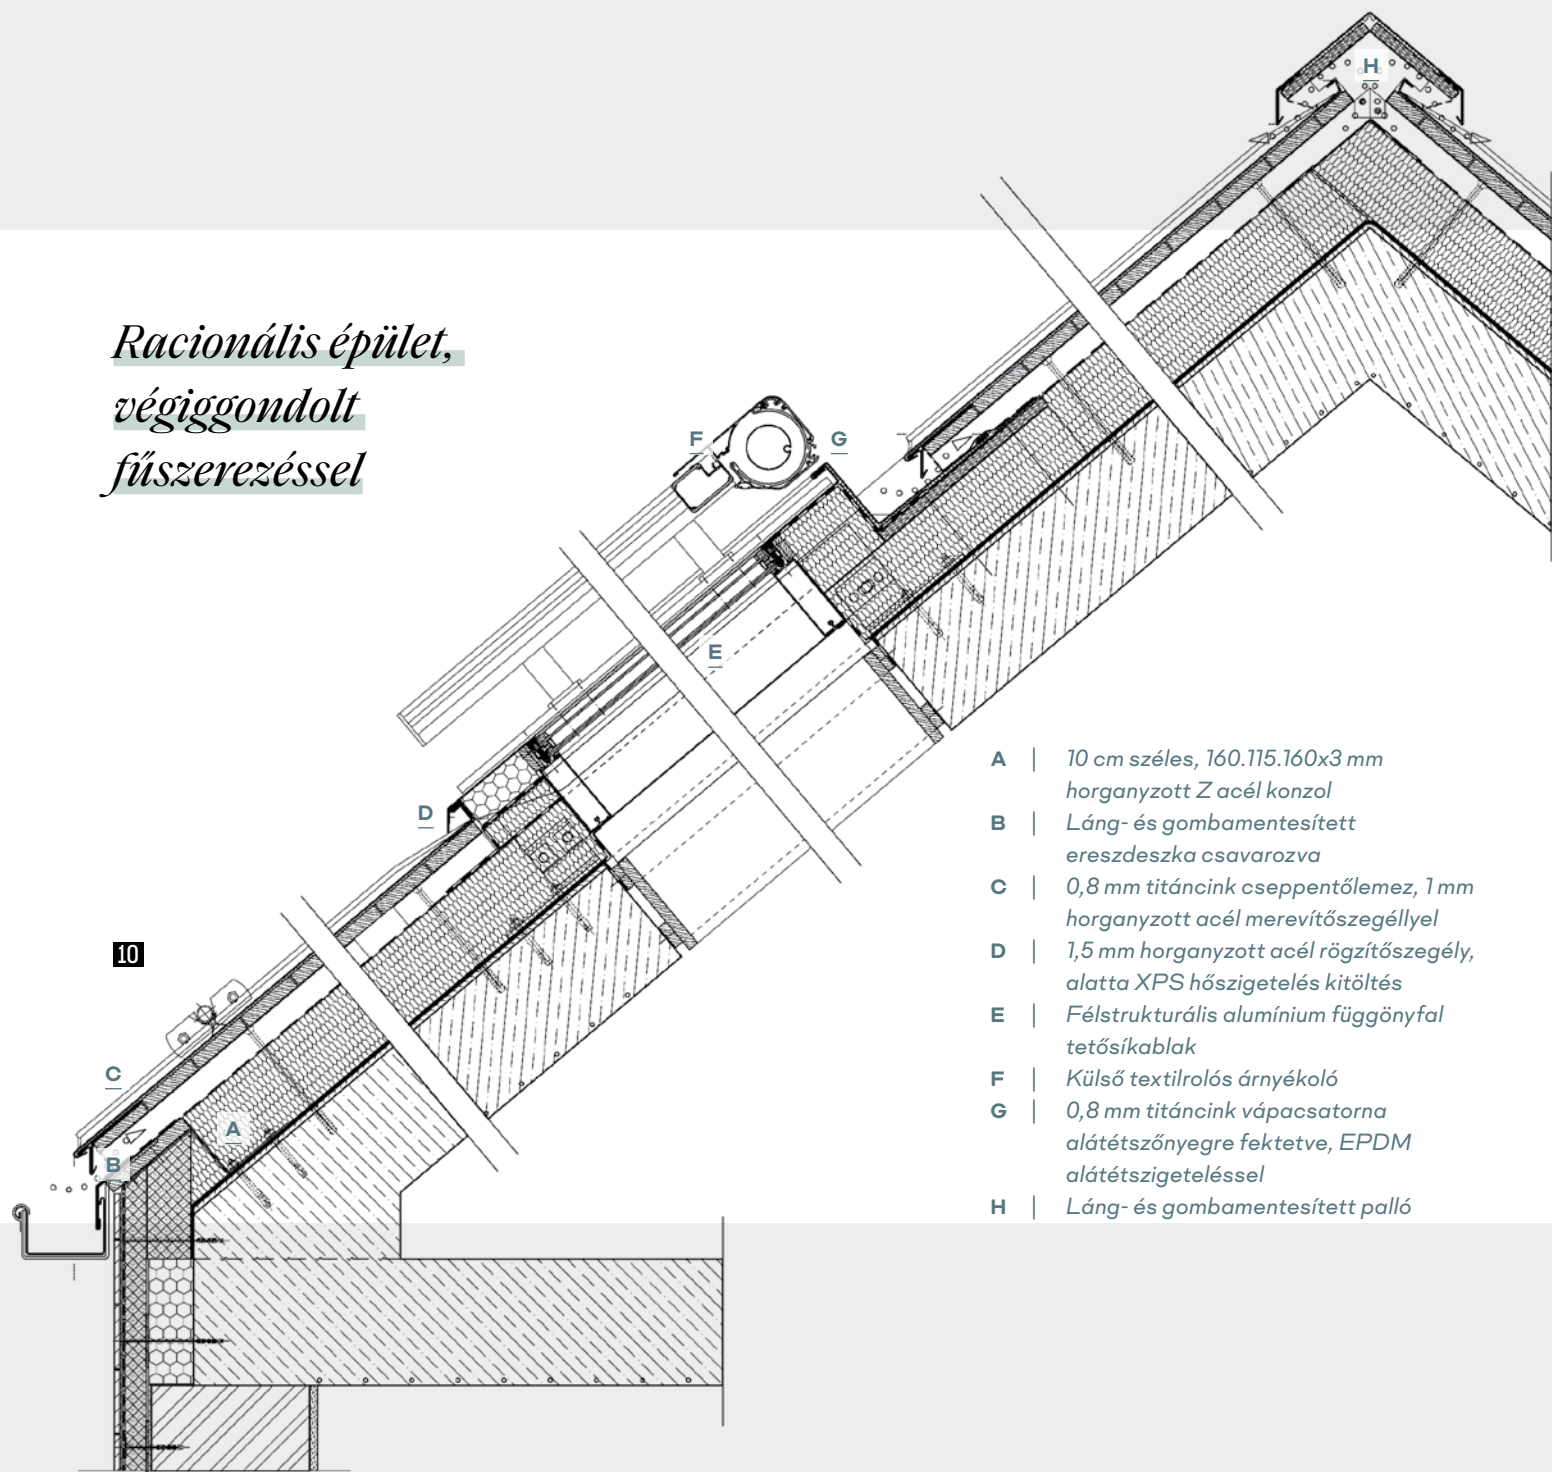 H
Racionális épület,
végiggondolt
fűszerezéssel
F
G
E
D
10
C
A
B
A | 10 cm széles, 160.115.160x3 mm
horganyzott Z acél konzol
B | Láng- és gombamentesített
ereszdeszka csavarozva
C | 0,8 mm titáncink cseppentőlemez, 1 mm
horganyzott acél merevítőszegéllyel
D | 1,5 mm horganyzott acél rögzítőszegély,
alatta XPS hőszigetelés kitöltés
E | Félstrukturális alumínium függönyfal
tetősíkablak
F | Külső textilrolós árnyékoló
G | 0,8 mm titáncink vápacsatorna
alátétszőnyegre fektetve, EPDM
alátétszigeteléssel
H | Láng- és gombamentesített palló